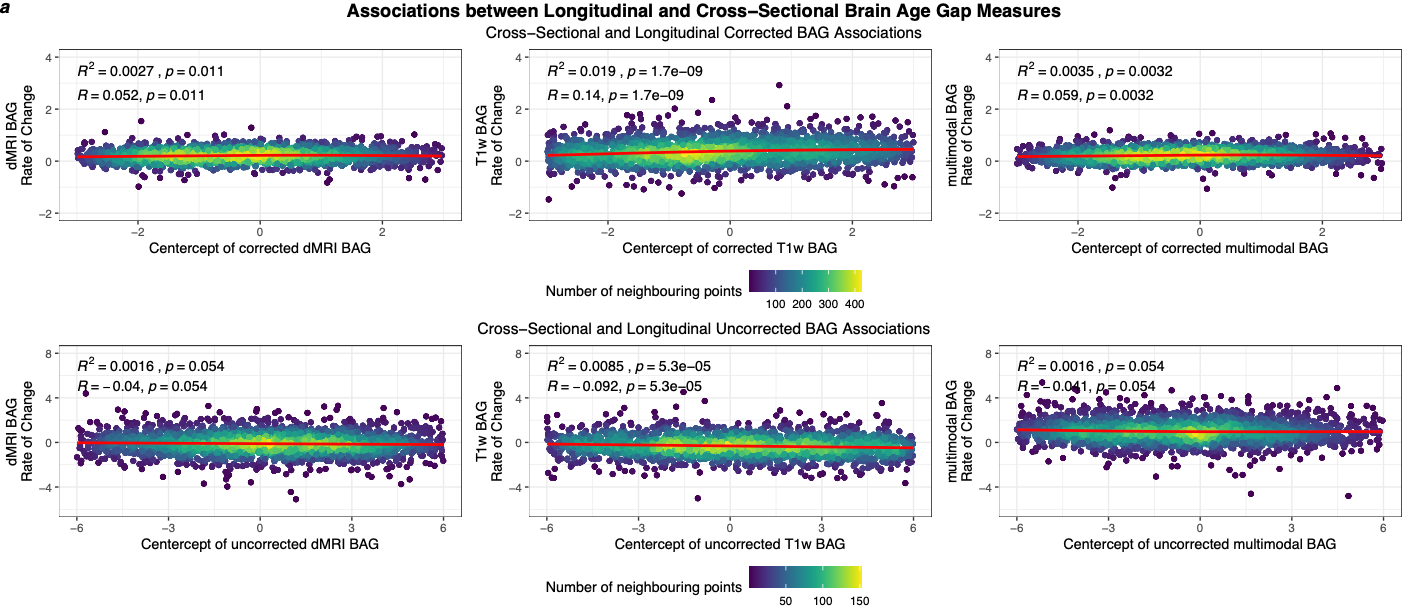 a
Associations between Longitudinal and Cross−Sectional Brain Age Gap Measures
Cross−Sectional and Longitudinal Corrected BAG Associations
dMRI BAG
Rate of Change
4
2
0
−2
R² = 0.0027 , p = 0.011
R = 0.052, p = 0.011
−2
0
2
Centercept of corrected dMRI BAG
T1w BAG
Rate of Change
4
2
0
−2
R² = 0.019 , p = 1.7e−09
R = 0.14, p = 1.7e−09
−2
0
2
Centercept of corrected T1w BAG
multimodal BAG
Rate of Change
4
2
0
−2
R² = 0.0035 , p = 0.0032
R = 0.059, p = 0.0032
−2
0
2
Centercept of corrected multimodal BAG
Number of neighbouring points
100 200 300 400
Cross−Sectional and Longitudinal Uncorrected BAG Associations
dMRI BAG
Rate of Change
8
4
0
−4
R² = 0.0016 , p = 0.054
R = −0.04, p = 0.054
−6
−3
0
3
6
Centercept of uncorrected dMRI BAG
T1w BAG
Rate of Change
8
4
0
−4
R² = 0.0085 , p = 5.3e−05
R = −0.092, p = 5.3e−05
−6
−3
0
3
6
Centercept of uncorrected T1w BAG
multimodal BAG
Rate of Change
8
4
0
−4
R² = 0.0016 , p = 0.054
R = −0.041, p = 0.054
−6
−3
0
3
6
Centercept of uncorrected multimodal BAG
Number of neighbouring points
50 100 150